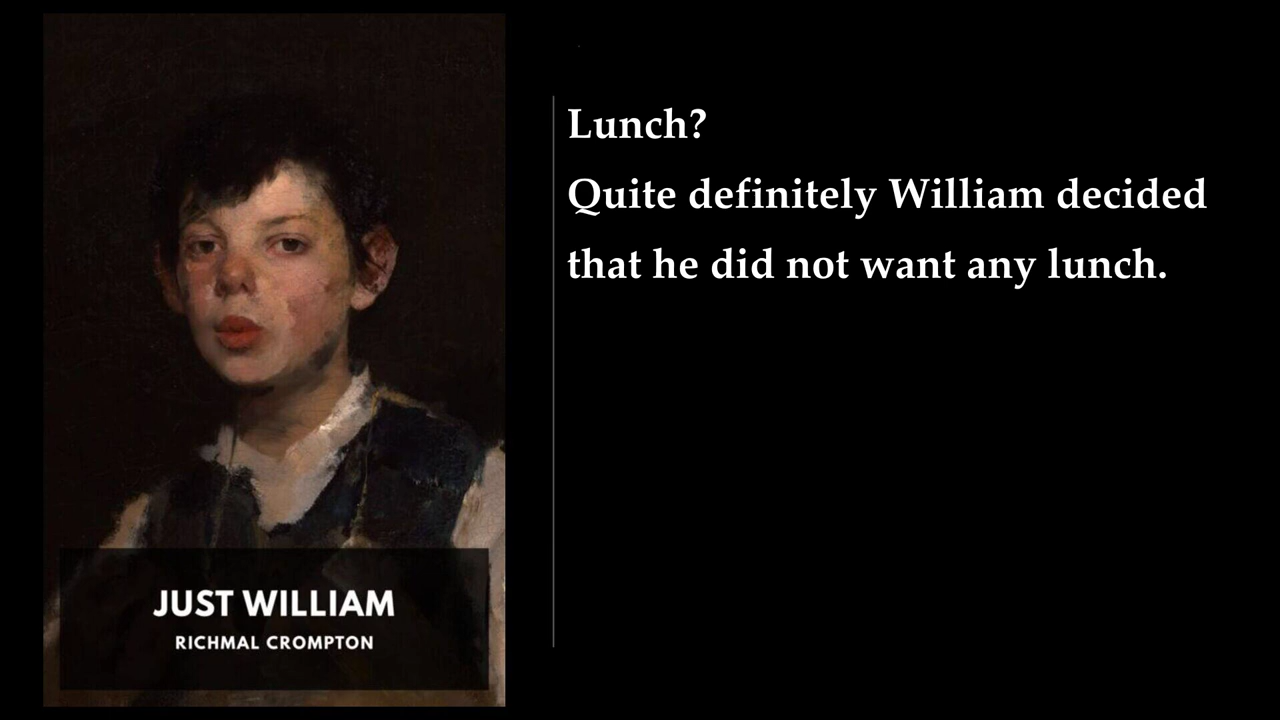 Lunch?
Quite definitely William decided
that he did not want any lunch.
JUST WILLIAM
RICHMAL CROMPTON